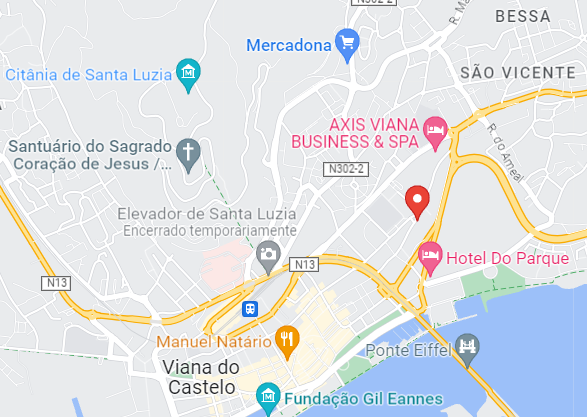 N302-2
BESSA
R. Ma
Mercadona
Citânia de Santa Luzia
SÃO VICENTE
AXIS VIANA
BUSINESS & SPA
R. do Ameal
Santuário do Sagrado
Coração de Jesus /...
N302-2
Elevador de Santa Luzia
Encerrado temporariamente
Hotel Do Parque
N13
N13
Manuel Natário
Ponte Eiffel
Viana do
Castelo
Fundação Gil Eannes